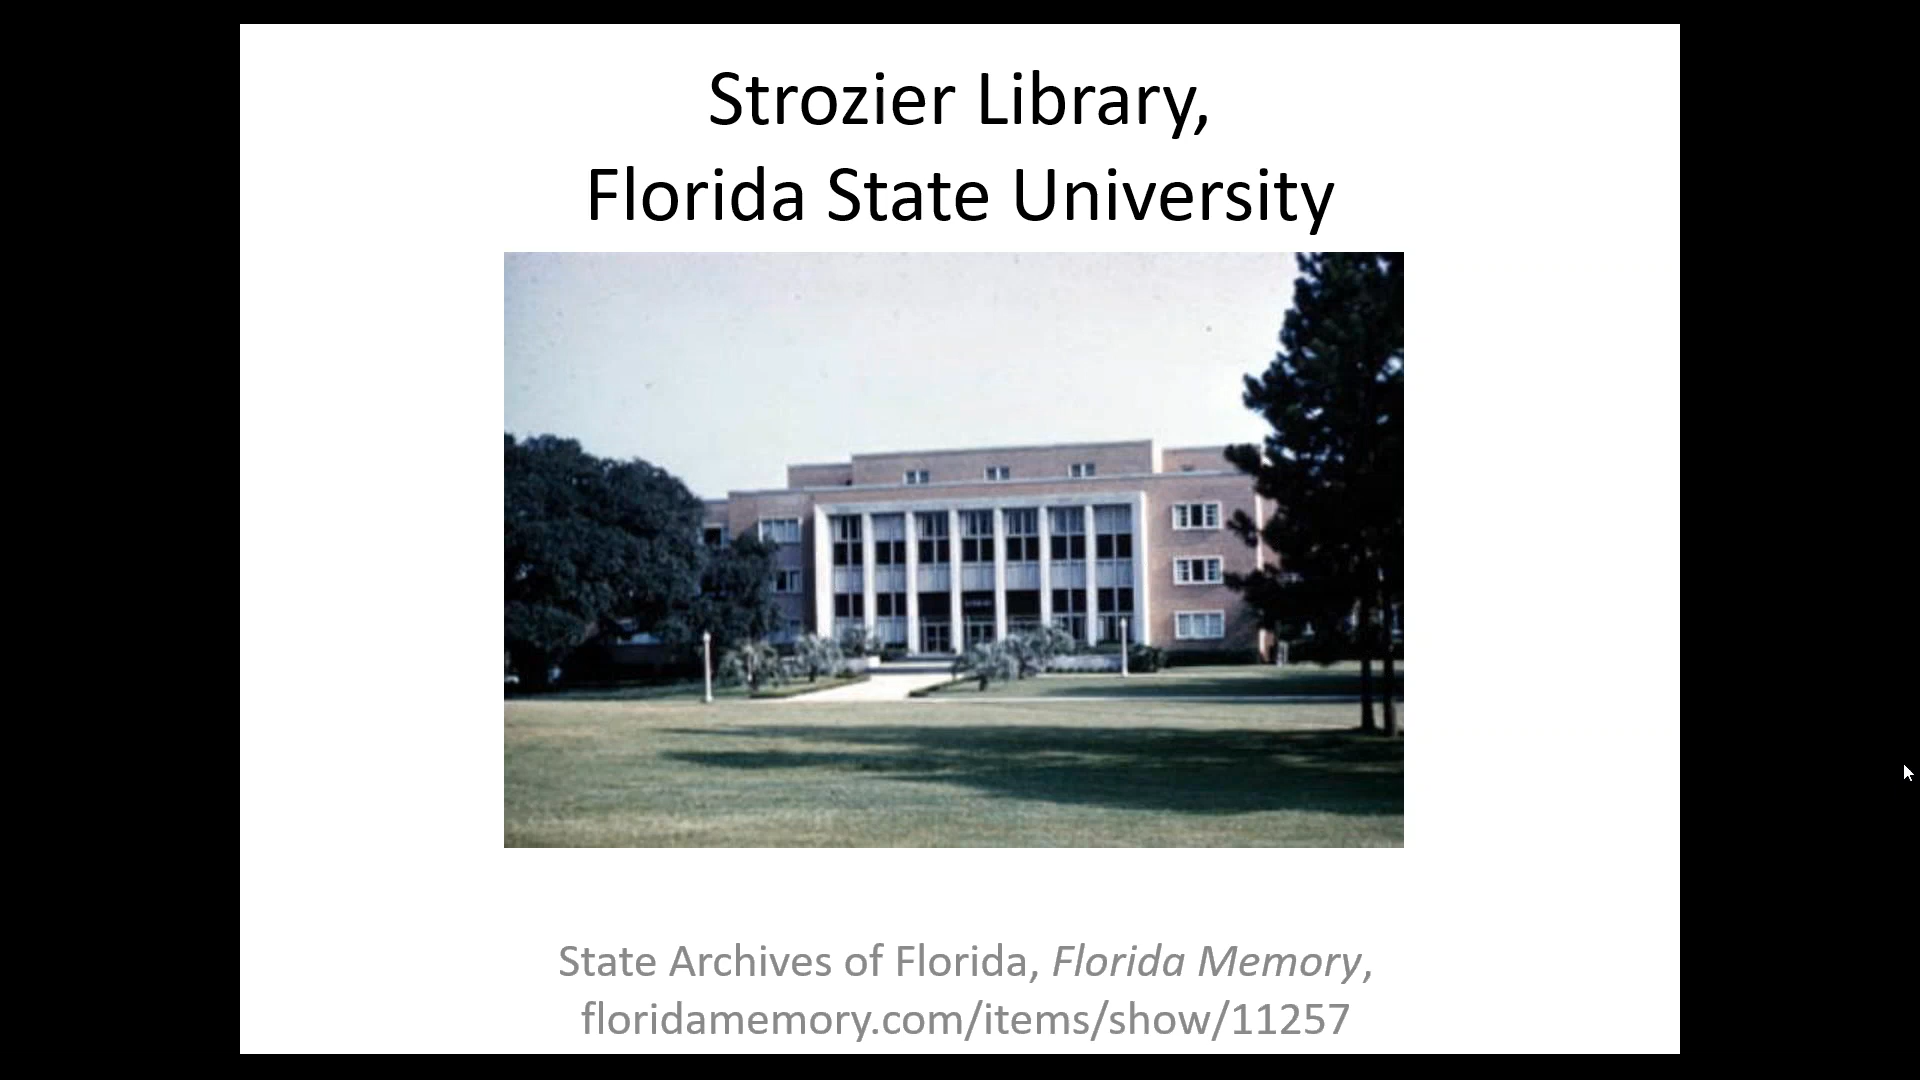 Strozier Library,
Florida State University
State Archives of Florida, Florida Memory,
floridamemory.com/items/show/11257